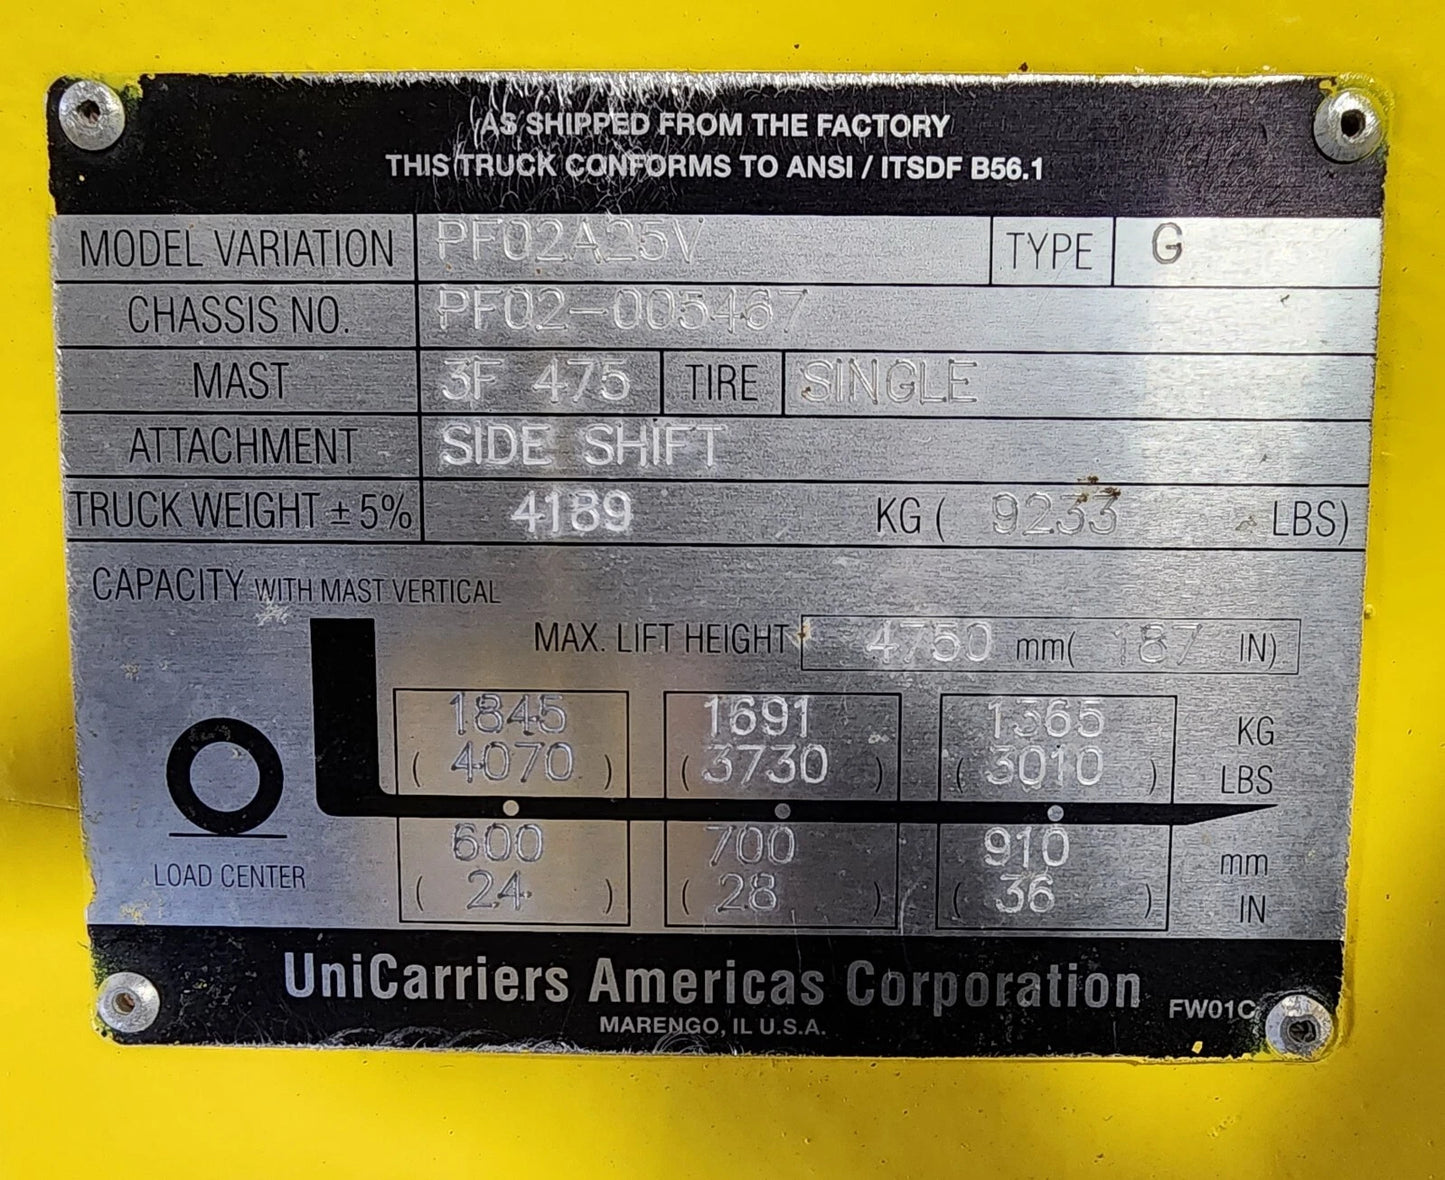 AS SHIPPED FROM THE FACTORY
THIS TRUCK CONFORMS TO ANSI / ITSDF B56.1
MODEL VARIATION PF02A25V TYPE G
CHASSIS NO. PF02-005467
MAST 3F 475 TIRE SINGLE
ATTACHMENT SIDE SHIFT
TRUCK WEIGHT ± 5% 4189 KG ( 9233 LBS)
CAPACITY WITH MAST VERTICAL
MAX. LIFT HEIGHT 4750 mm( 187 IN)
1845 1691 1365 KG
( 4070 ) ( 3730 ) ( 3010 ) LBS
600 700 910 mm
LOAD CENTER ( 24 ) ( 28 ) ( 36 ) IN
UniCarriers Americas Corporation
MARENGO, IL U.S.A. FW01C